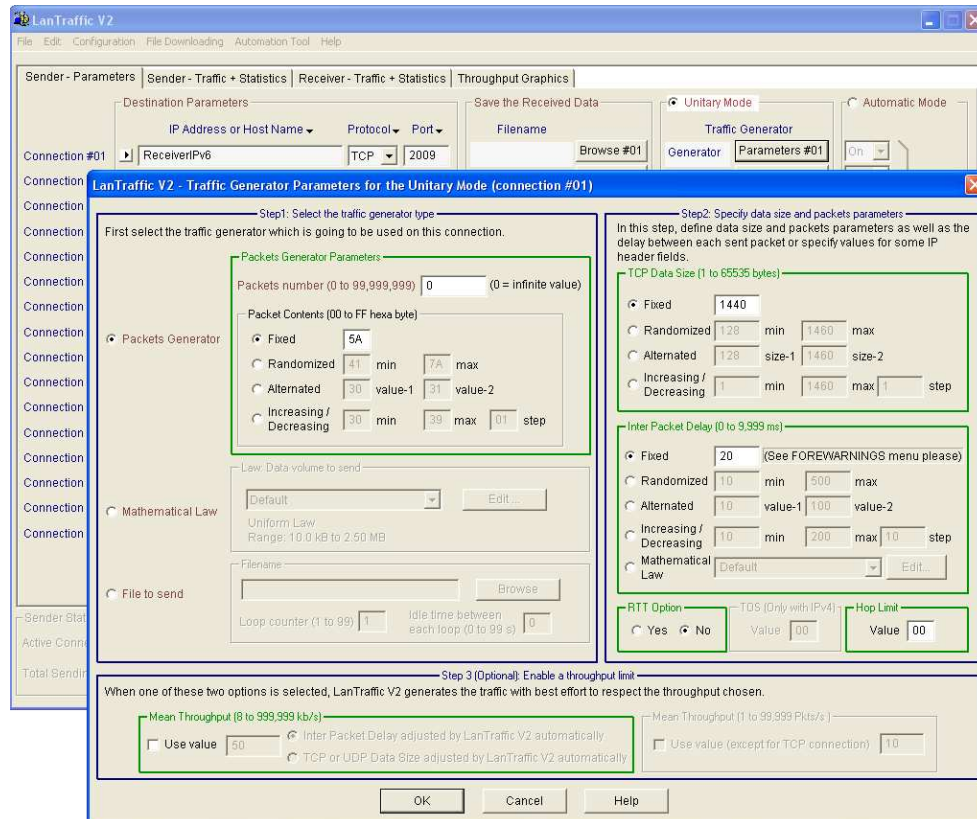 LanTraffic V2
File Edit Configuration File Downloading Automation Tool Help
Sender - Parameters Sender - Traffic + Statistics Receiver - Traffic + Statistics Throughput Graphics
Destination Parameters Save the Received Data Unitary Mode Automatic Mode
IP Address or Host Name Protocol Port Filename Traffic Generator
Connection #01 ReceiverIPv6 TCP 2009 Browse #01 Generator Parameters #01 On
Connection
LanTraffic V2 - Traffic Generator Parameters for the Unitary Mode (connection #01)
Connection
Connection
Connection
Connection
Connection
Connection
Connection
Connection
Connection
Connection
Connection
Connection
Connection
Connection
Sender Stat
Active Conne
Total Sendin
Step1: Select the traffic generator type
First select the traffic generator which is going to be used on this connection.
Packets Generator
Packets Generator Parameters
Packets number (0 to 99,999,999) 0 (0 = infinite value)
Packet Contents (00 to FF hexa byte)
Fixed 5A
Randomized 41 min 7A max
Alternated 30 value-1 31 value-2
Increasing / Decreasing 30 min 39 max 01 step
Mathematical Law
Law: Data volume to send
Default Edit ...
Uniform Law
Range: 10.0 kB to 2.50 MB
File to send
Filename
Browse
Loop counter (1 to 99) 1 Idle time between each loop (0 to 99 s) 0
Step2: Specify data size and packets parameters
In this step, define data size and packets parameters as well as the
delay between each sent packet or specify values for some IP
header fields.
TCP Data Size (1 to 65535 bytes)
Fixed 1440
Randomized 128 min 1460 max
Alternated 128 size-1 1460 size-2
Increasing / Decreasing 1 min 1460 max 1 step
Inter Packet Delay (0 to 9,999 ms)
Fixed 20 (See FOREWARNINGS menu please)
Randomized 10 min 500 max
Alternated 10 value-1 100 value-2
Increasing / Decreasing 10 min 200 max 10 step
Mathematical Law Default Edit...
RTT Option TOS (Only with IPv4) Hop Limit
Yes No Value 00 Value 00
Step 3 (Optional): Enable a throughput limit
When one of these two options is selected, LanTraffic V2 generates the traffic with best effort to respect the throughput chosen.
Mean Throughput (8 to 999,999 kb/s)
Use value 50 Inter Packet Delay adjusted by LanTraffic V2 automatically
TCP or UDP Data Size adjusted by LanTraffic V2 automatically
Mean Throughput (1 to 99,999 Pkts/s )
Use value (except for TCP connection) 10
OK Cancel Help